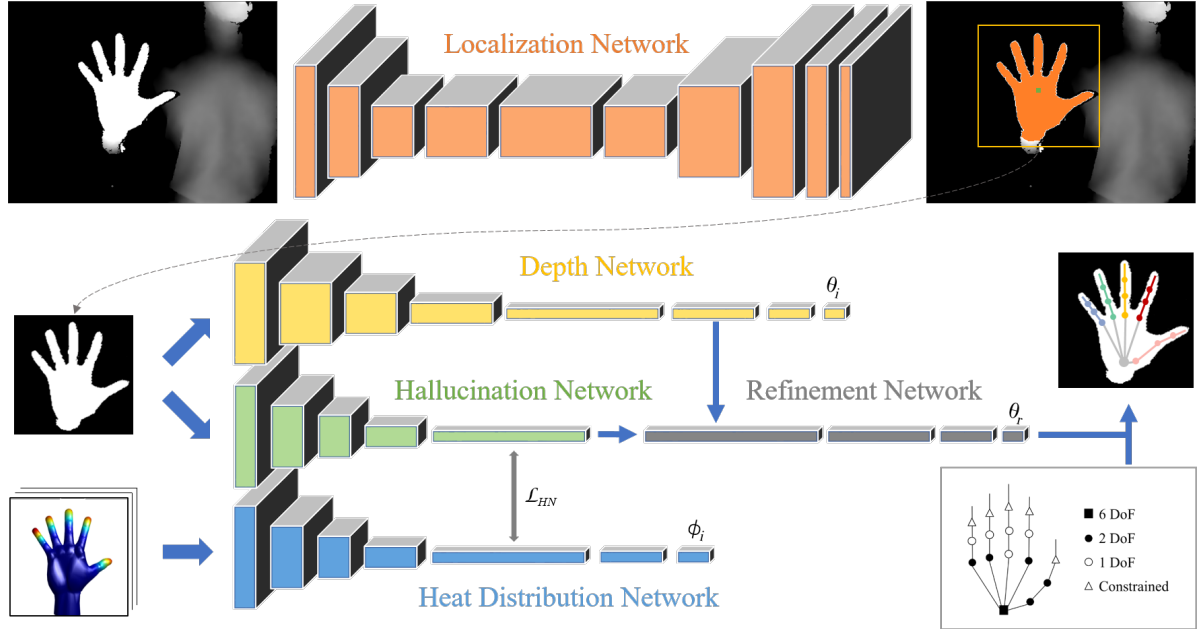 Localization Network
Depth Network
θi
Hallucination Network
Refinement Network
θr
ℒHN
ϕi
Heat Distribution Network
6 DoF
2 DoF
1 DoF
Constrained